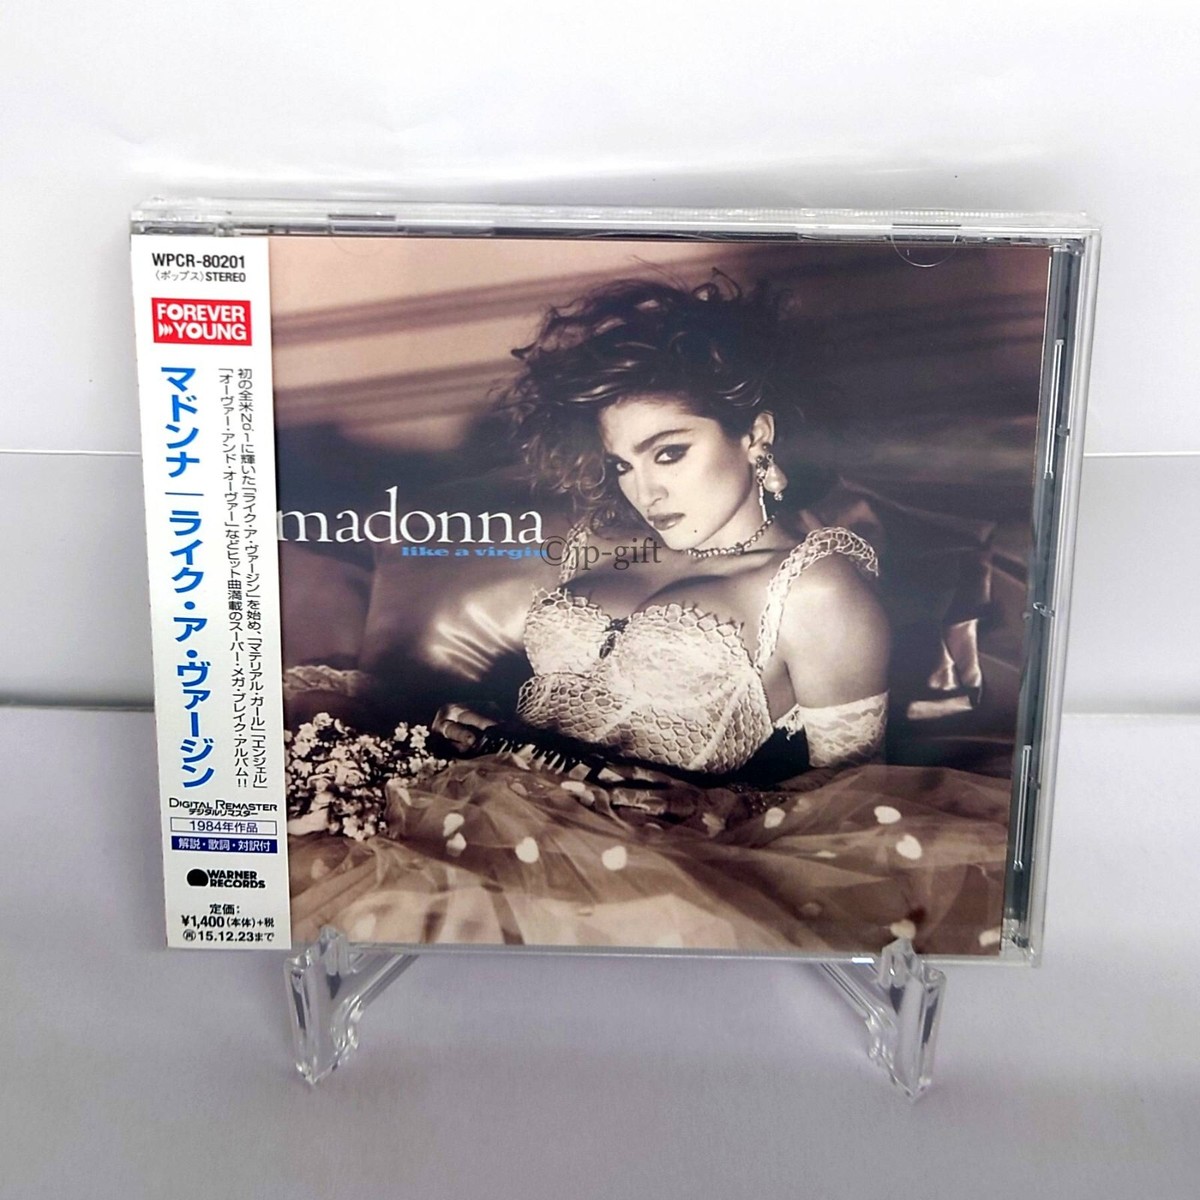 WPCR-80201
〈ポップス〉STEREO
FOREVER
YOUNG
マドンナ│ライク・ア・ヴァージン
初の全米No.1に輝いた「ライク・ア・ヴァージン」を始め、「マテリアル・ガール」「エンジェル」
「オーヴァー・アンド・オーヴァー」などヒット曲満載のスーパー・メガ・ブレイク・アルバム!!
DIGITAL REMASTER
デジタルリマスター
1984年作品
解説・歌詞・対訳付
WARNER
RECORDS
定価:
¥1,400(本体)+税
㋐15.12.23まで
madonna
like a virgin
©jp-gift